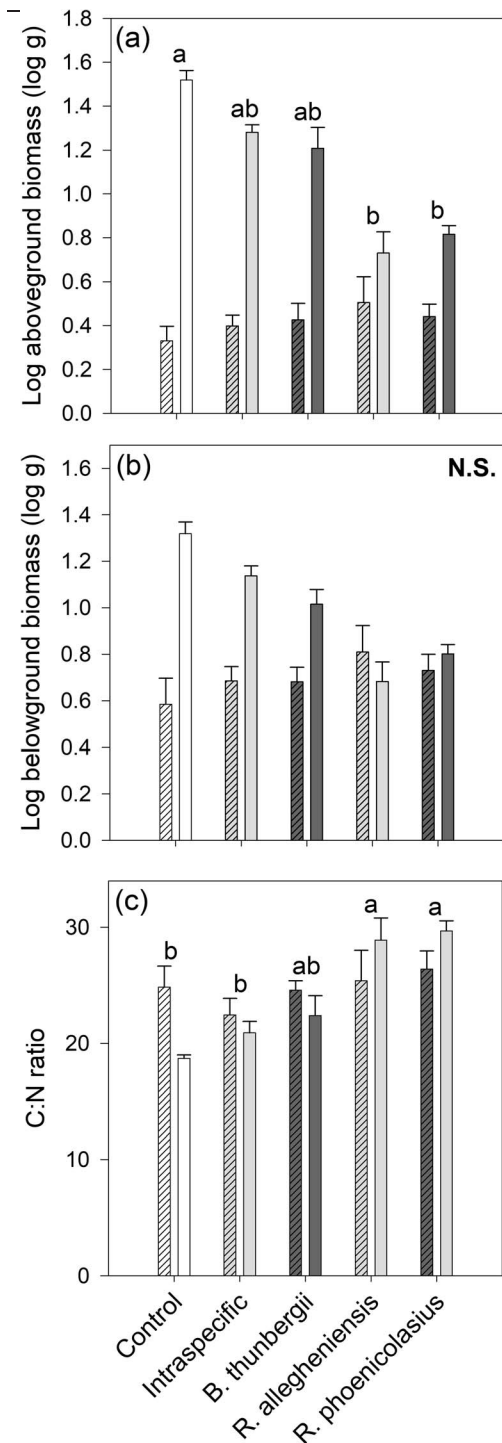 (a)
1.8
1.6
1.4
1.2
1.0
0.8
0.6
0.4
0.2
0.0
Log aboveground biomass (log g)
a
ab
ab
b
b
(b)
N.S.
1.6
1.4
1.2
1.0
0.8
0.6
0.4
0.2
0.0
Log belowground biomass (log g)
(c)
30
20
10
0
C:N ratio
b
b
ab
a
a
Control
Intraspecific
B. thunbergii
R. allegheniensis
R. phoenicolasius